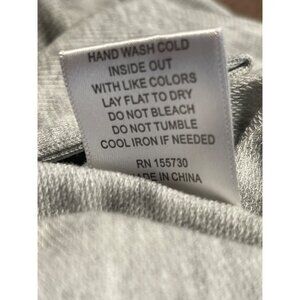 HAND WASH COLD
INSIDE OUT
WITH LIKE COLORS
LAY FLAT TO DRY
DO NOT BLEACH
DO NOT TUMBLE
COOL IRON IF NEEDED
RN 155730
MADE IN CHINA